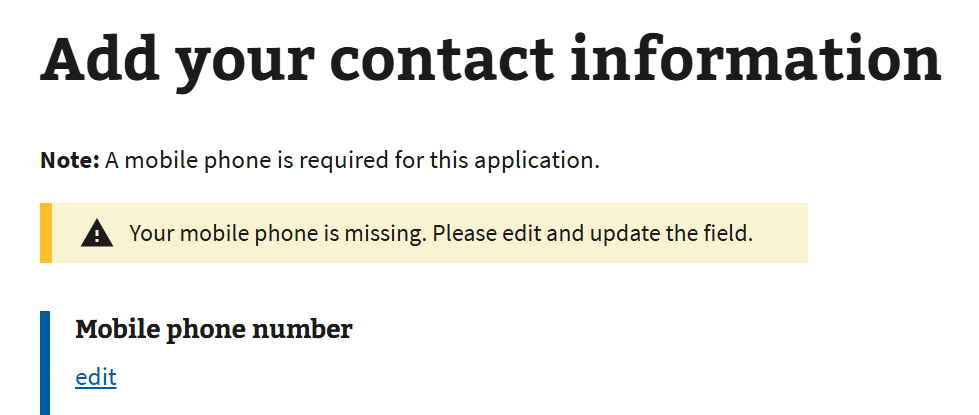 Add your contact information
Note: A mobile phone is required for this application.
Your mobile phone is missing. Please edit and update the field.
Mobile phone number
edit